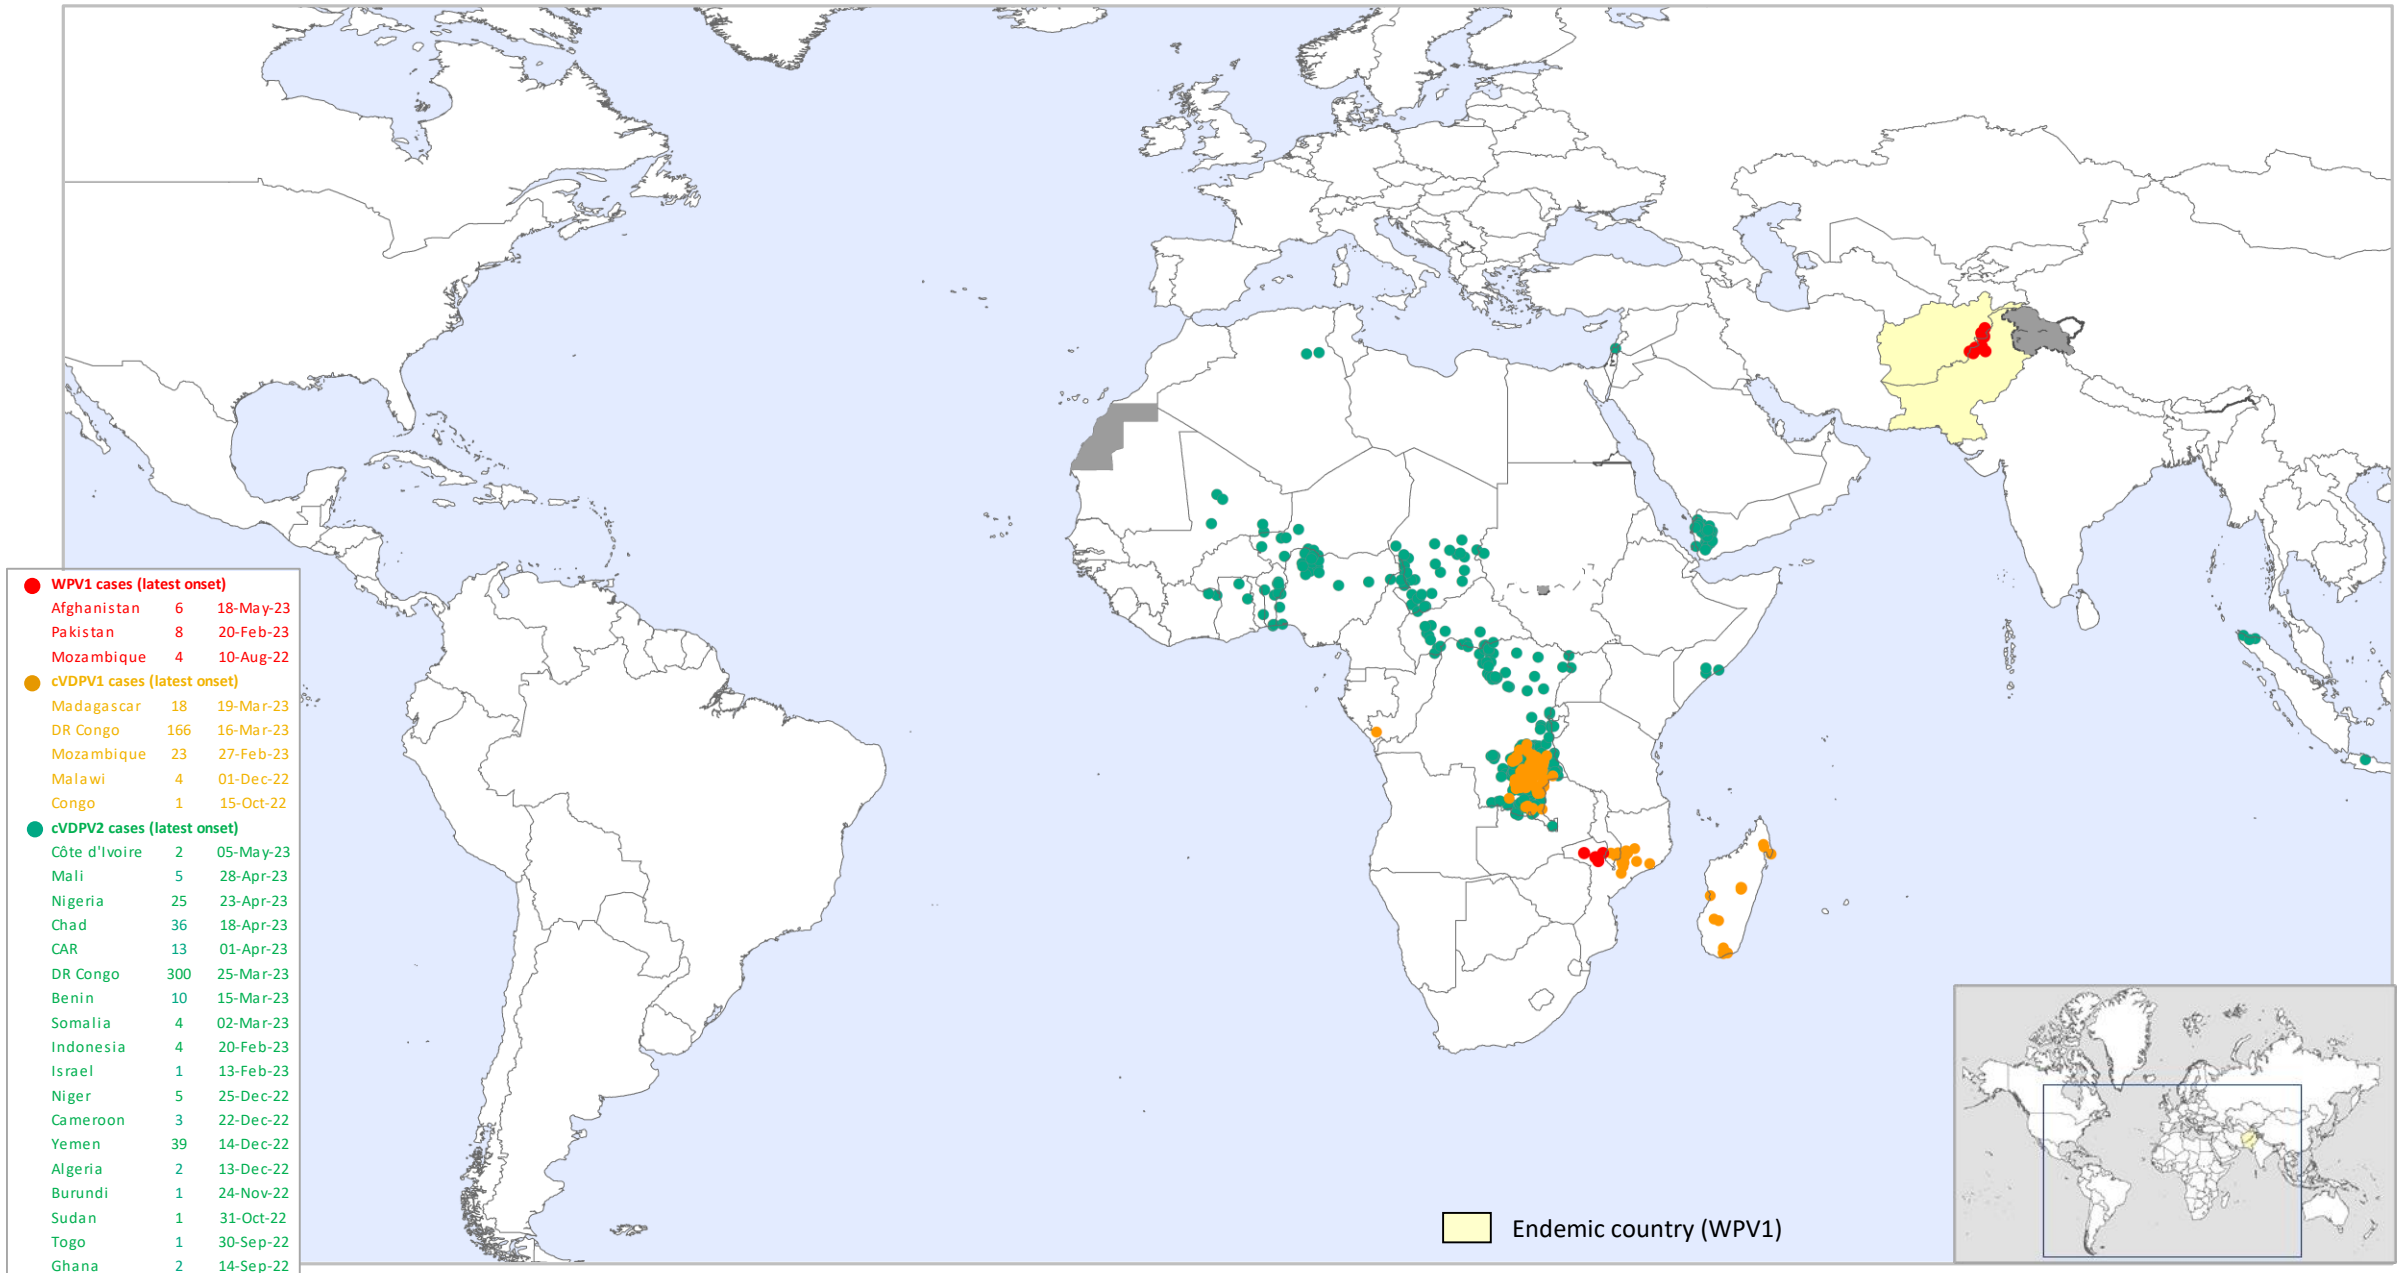 WPV1 cases (latest onset)
Afghanistan 6 18-May-23
Pakistan 8 20-Feb-23
Mozambique 4 10-Aug-22
cVDPV1 cases (latest onset)
Madagascar 18 19-Mar-23
DR Congo 166 16-Mar-23
Mozambique 23 27-Feb-23
Malawi 4 01-Dec-22
Congo 1 15-Oct-22
cVDPV2 cases (latest onset)
Côte d'Ivoire 2 05-May-23
Mali 5 28-Apr-23
Nigeria 25 23-Apr-23
Chad 36 18-Apr-23
CAR 13 01-Apr-23
DR Congo 300 25-Mar-23
Benin 10 15-Mar-23
Somalia 4 02-Mar-23
Indonesia 4 20-Feb-23
Israel 1 13-Feb-23
Niger 5 25-Dec-22
Cameroon 3 22-Dec-22
Yemen 39 14-Dec-22
Algeria 2 13-Dec-22
Burundi 1 24-Nov-22
Sudan 1 31-Oct-22
Togo 1 30-Sep-22
Ghana 2 14-Sep-22
Endemic country (WPV1)